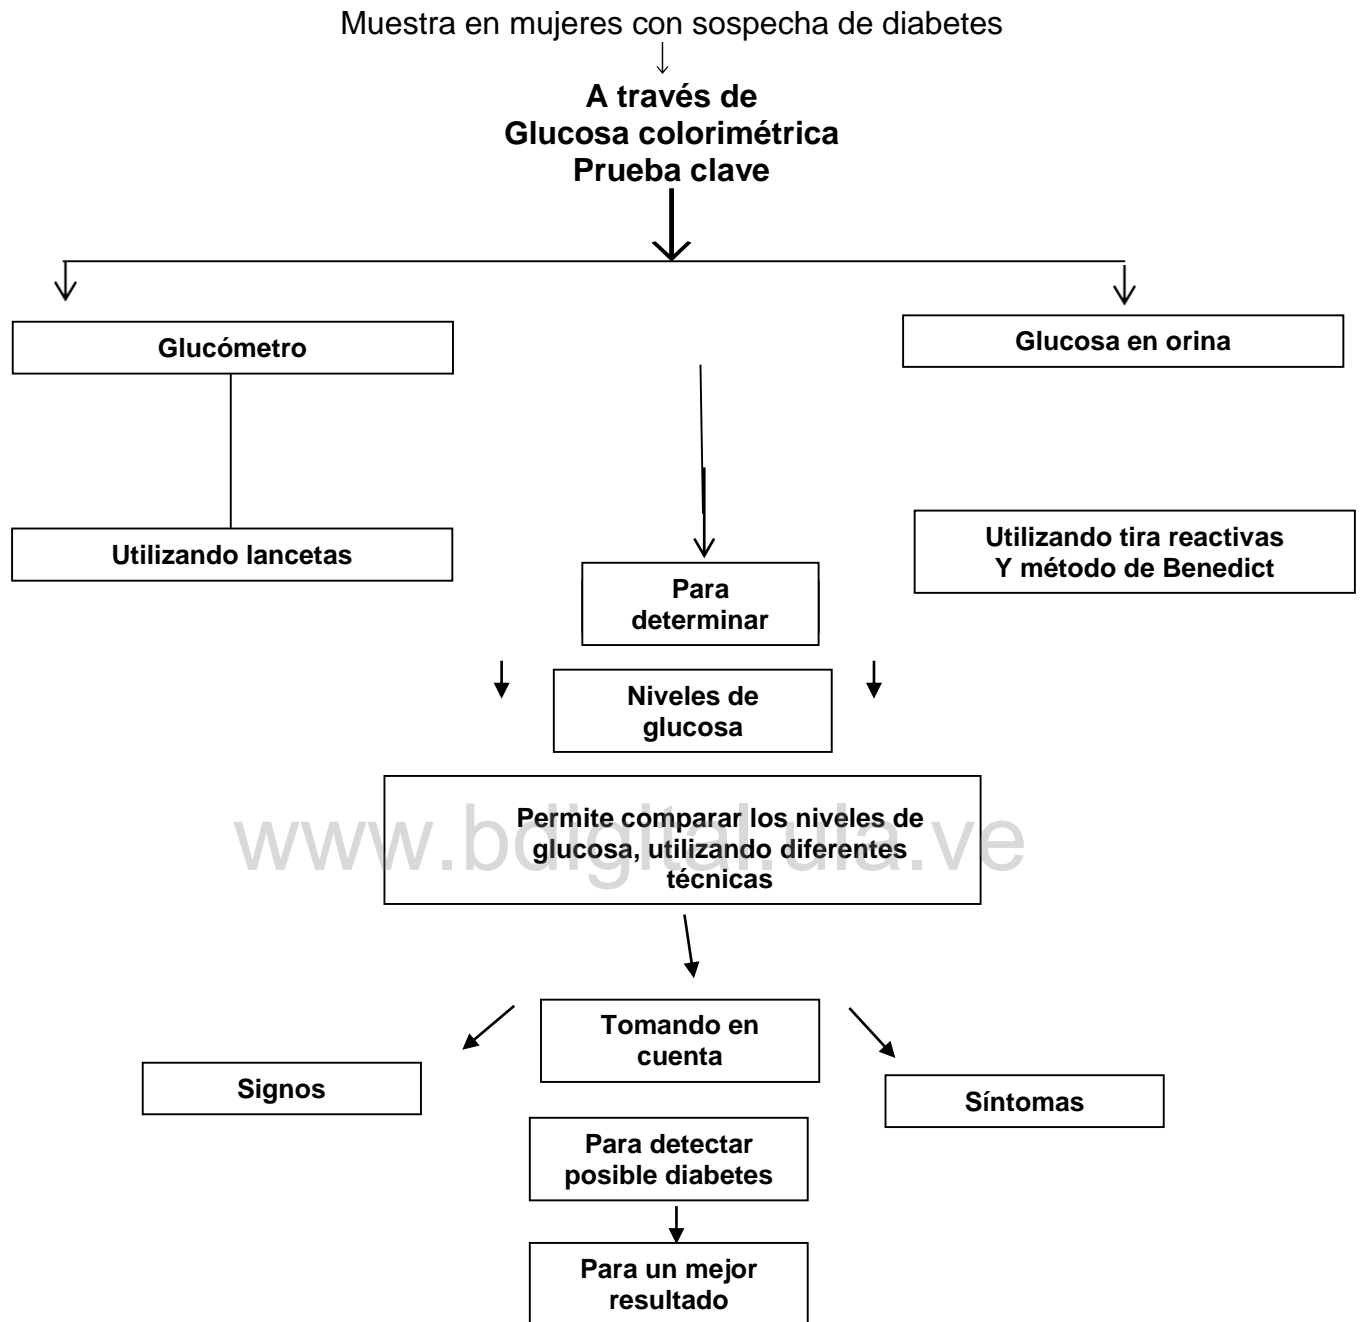 Muestra en mujeres con sospecha de diabetes
A través de
Glucosa colorimétrica
Prueba clave
Glucómetro
Glucosa en orina
Utilizando lancetas
Utilizando tira reactivas
Y método de Benedict
Para
determinar
Niveles de
glucosa
Permite comparar los niveles de
glucosa, utilizando diferentes
técnicas
www.bdigital.ula.ve
Tomando en
cuenta
Signos
Síntomas
Para detectar
posible diabetes
Para un mejor
resultado